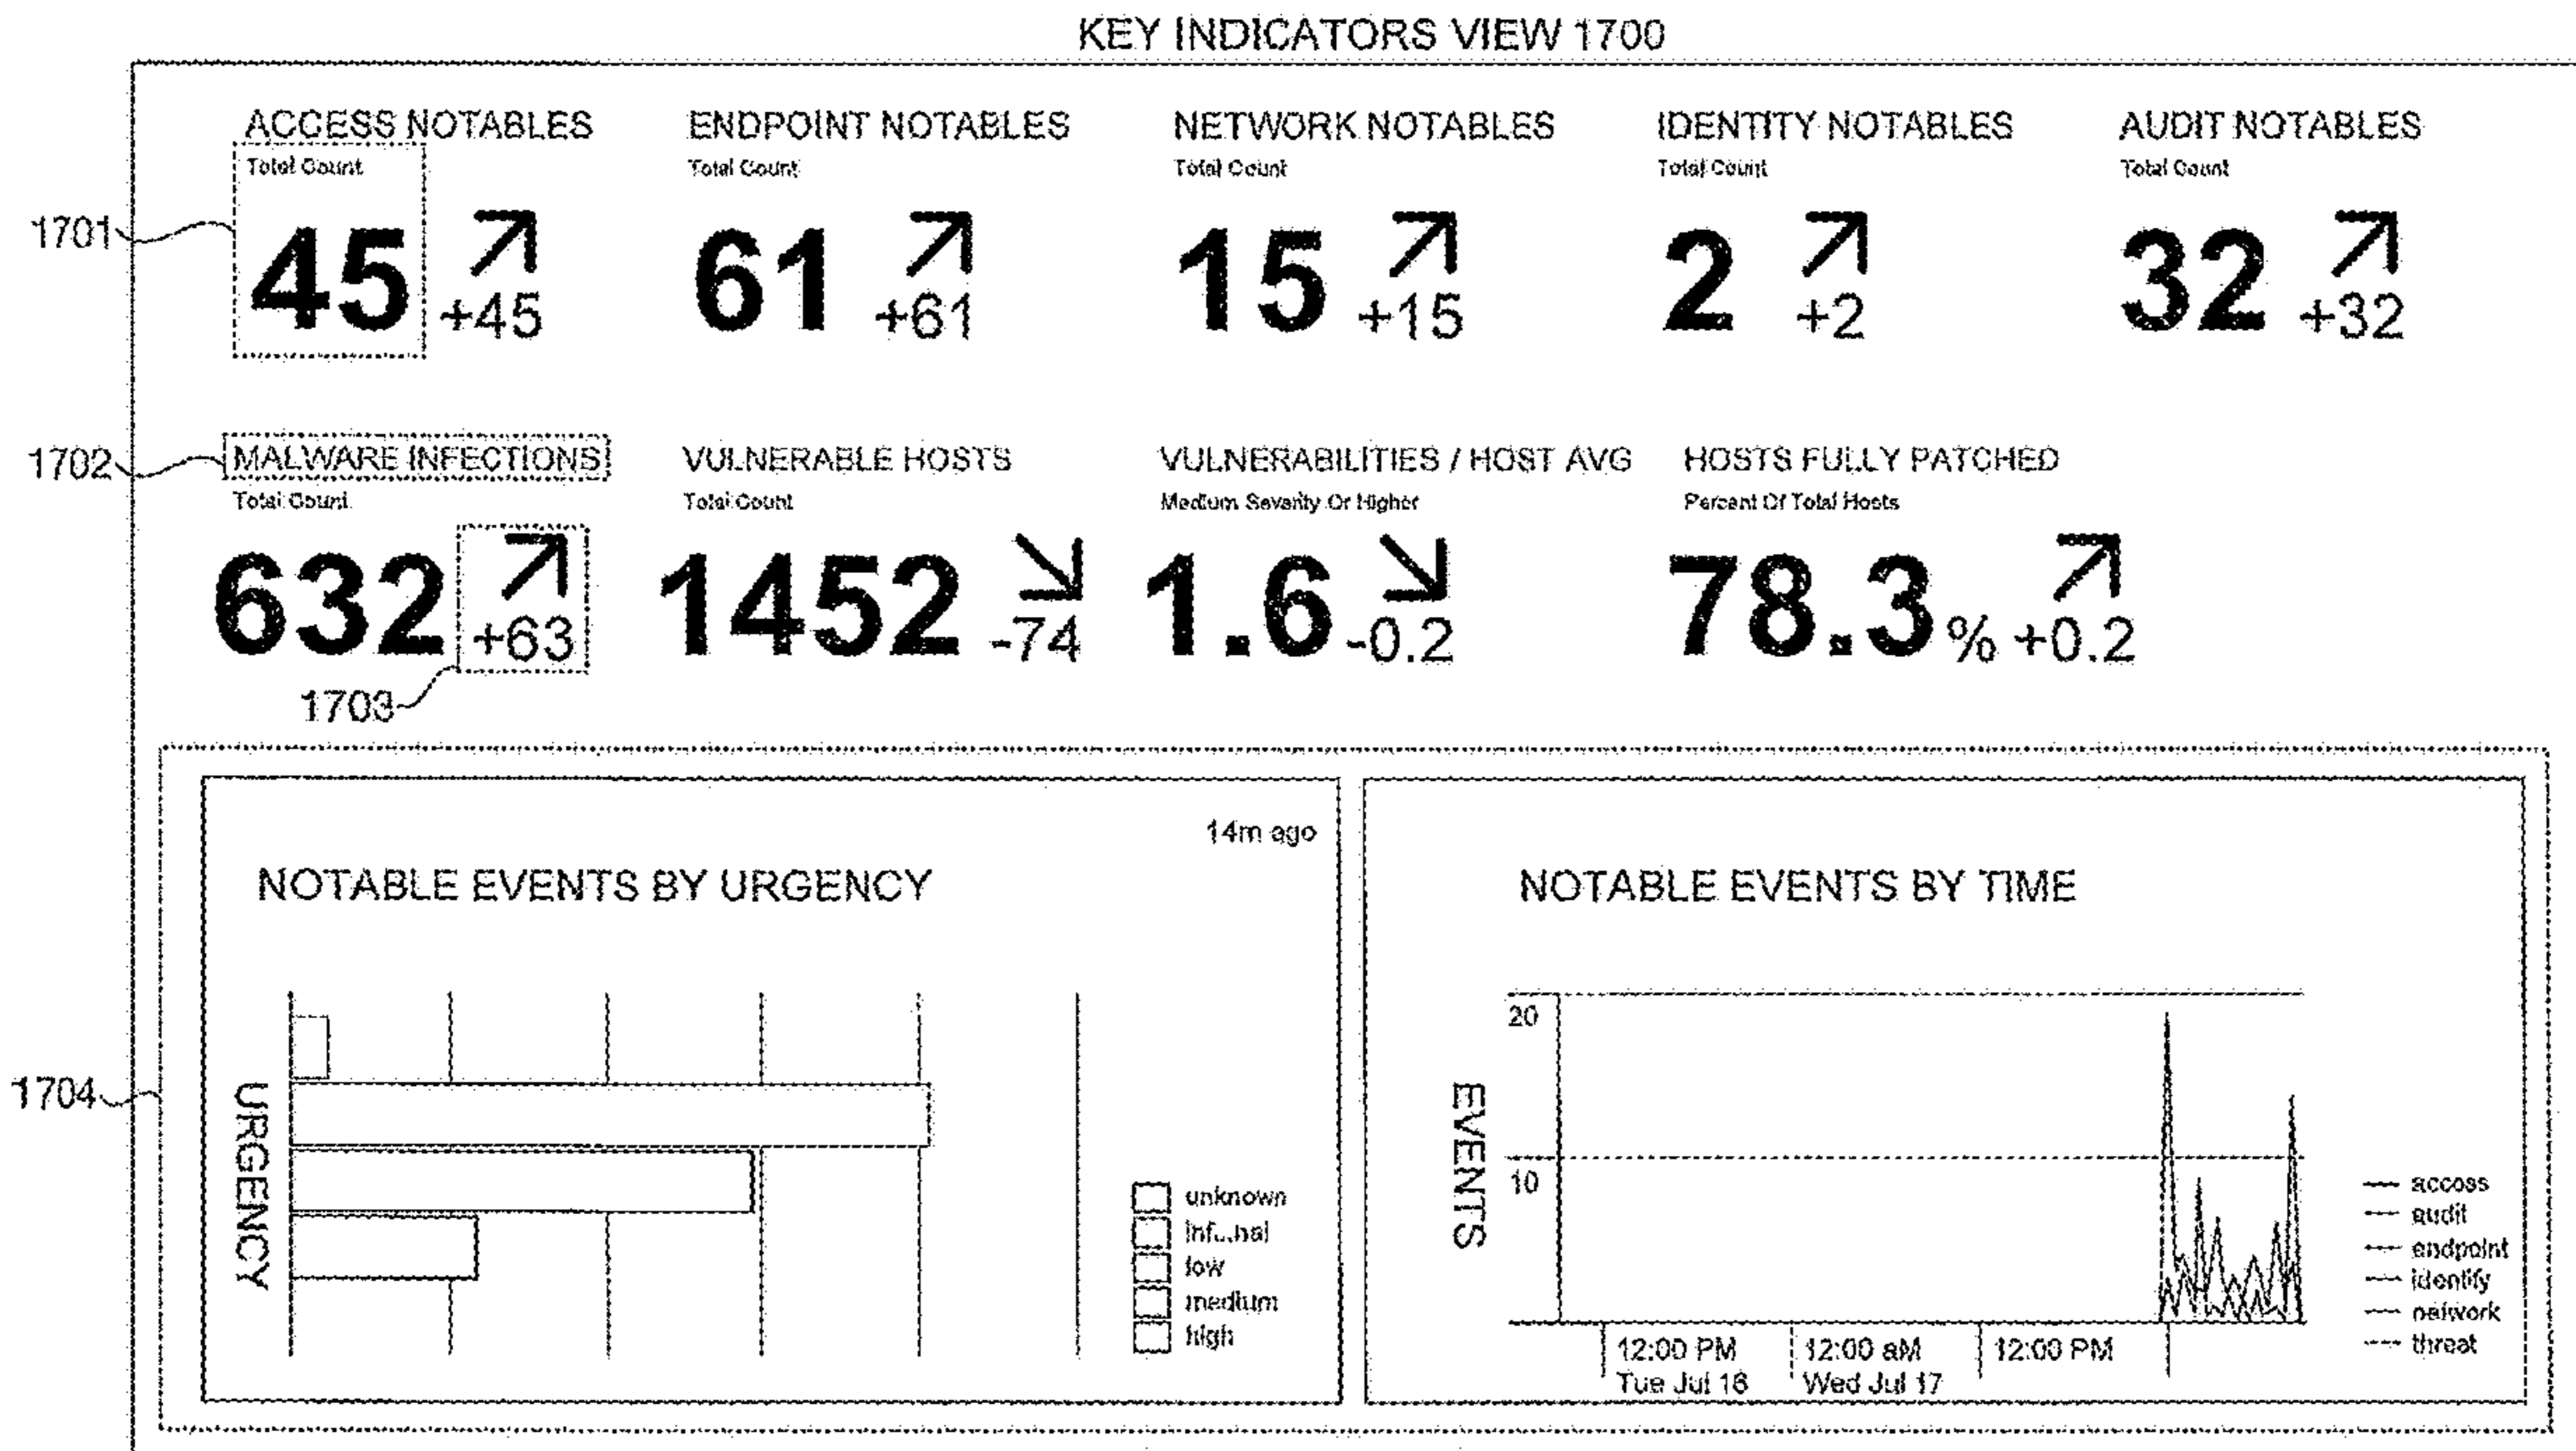 KEY INDICATORS VIEW 1700
ACCESS NOTABLES
Total Count
45 +45
1701
ENDPOINT NOTABLES
Total Count
61 +61
NETWORK NOTABLES
Total Count
15 +15
IDENTITY NOTABLES
Total Count
2 +2
AUDIT NOTABLES
Total Count
32 +32
1702
MALWARE INFECTIONS
Total Count
632 +63
1703
VULNERABLE HOSTS
Total Count
1452 -74
VULNERABILITIES / HOST AVG
Medium Severity Or Higher
1.6 -0.2
HOSTS FULLY PATCHED
Percent Of Total Hosts
78.3 % +0.2
1704
14m ago
NOTABLE EVENTS BY URGENCY
URGENCY
unknown
inf...nal
low
medium
high
NOTABLE EVENTS BY TIME
EVENTS
20
10
12:00 PM
Tue Jul 16
12:00 aM
Wed Jul 17
12:00 PM
access
audit
endpoint
identify
network
threat